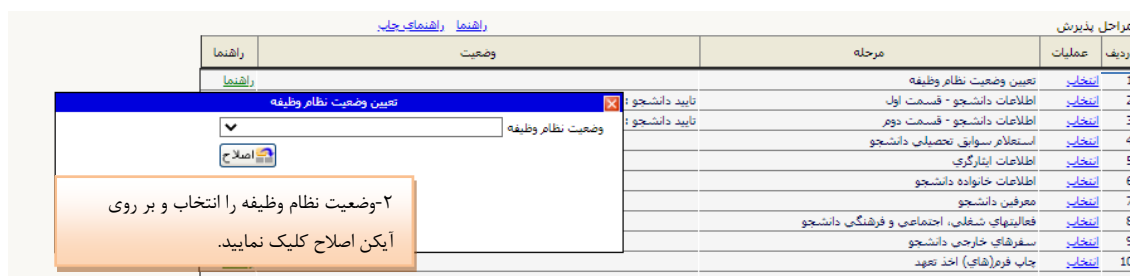 مراحل پذیرش
راهنما راهنمای چاپ
ردیف عملیات مرحله وضعیت راهنما
1 انتخاب تعیین وضعیت نظام وظیفه راهنما
2 انتخاب اطلاعات دانشجو - قسمت اول تایید دانشجو :
3 انتخاب اطلاعات دانشجو - قسمت دوم تایید دانشجو :
4 انتخاب استعلام سوابق تحصیلی دانشجو
5 انتخاب اطلاعات ایثارگری
6 انتخاب اطلاعات خانواده دانشجو
7 انتخاب معرفین دانشجو
8 انتخاب فعالیتهای شغلی، اجتماعی و فرهنگی دانشجو
9 انتخاب سفرهای خارجی دانشجو
10 انتخاب چاپ فرم(های) اخذ تعهد
تعیین وضعیت نظام وظیفه
وضعیت نظام وظیفه
اصلاح
۲-وضعیت نظام وظیفه را انتخاب و بر روی
آیکن اصلاح کلیک نمایید.